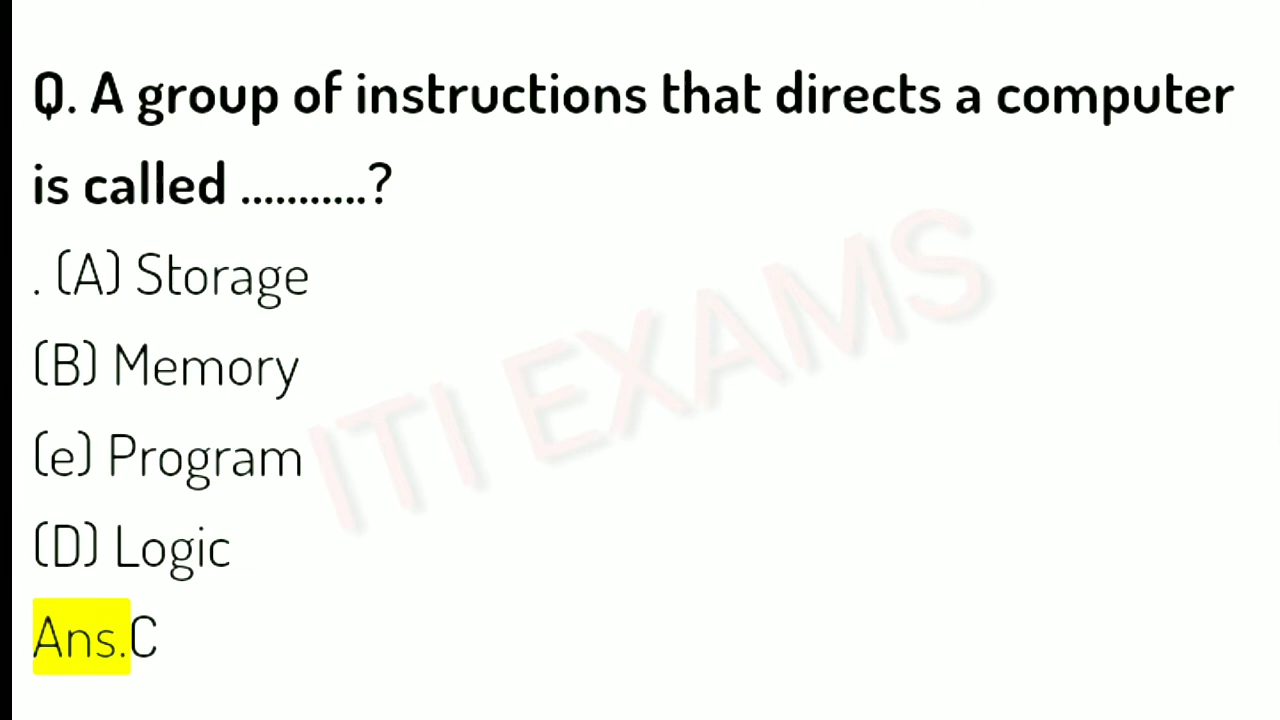 Q. A group of instructions that directs a computer
is called ...........?
. (A) Storage
(B) Memory
(e) Program
(D) Logic
Ans.C
ITI EXAMS